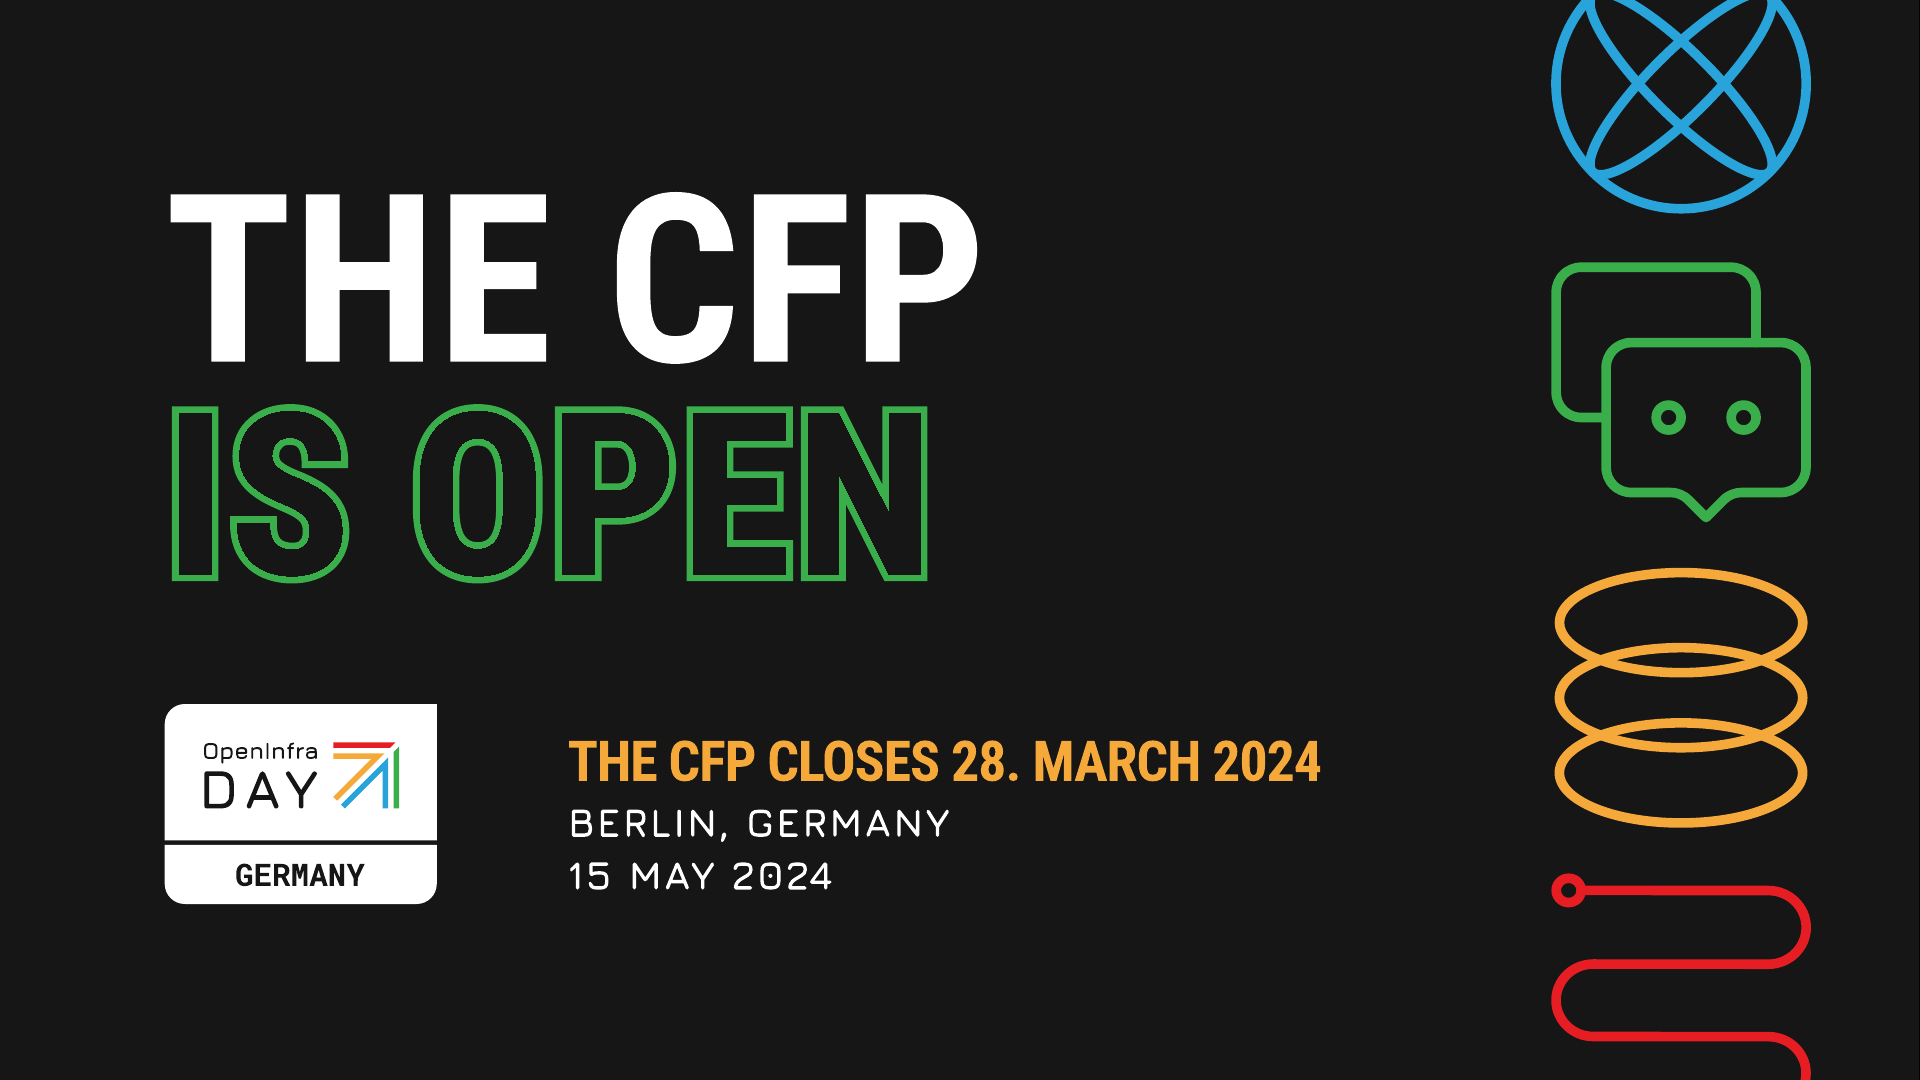 THE CFP
IS OPEN
OpenInfra
DAY
GERMANY
THE CFP CLOSES 28. MARCH 2024
BERLIN, GERMANY
15 MAY 2024